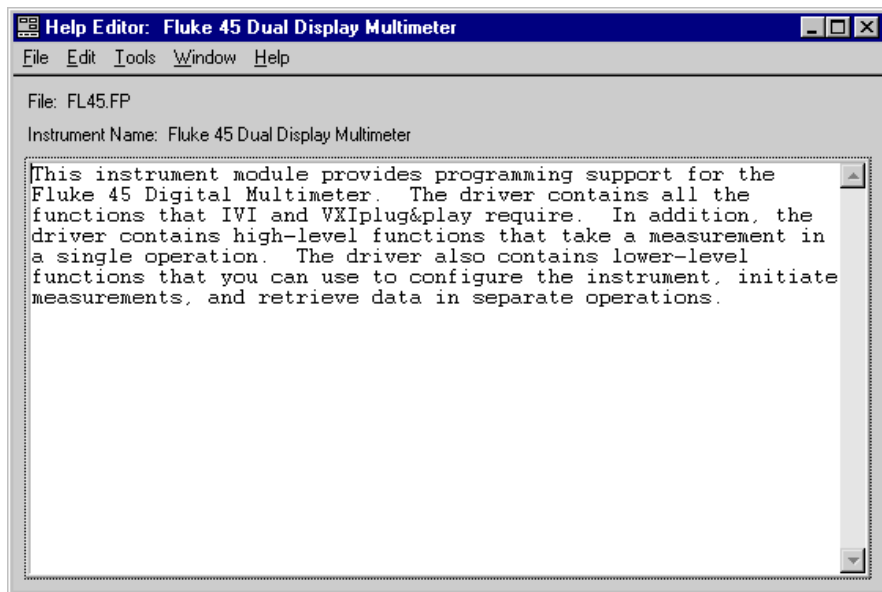 Help Editor: Fluke 45 Dual Display Multimeter
File Edit Tools Window Help
File: FL45.FP
Instrument Name: Fluke 45 Dual Display Multimeter
This instrument module provides programming support for the
Fluke 45 Digital Multimeter.  The driver contains all the
functions that IVI and VXIplug&play require.  In addition, the
driver contains high-level functions that take a measurement in
a single operation.  The driver also contains lower-level
functions that you can use to configure the instrument, initiate
measurements, and retrieve data in separate operations.